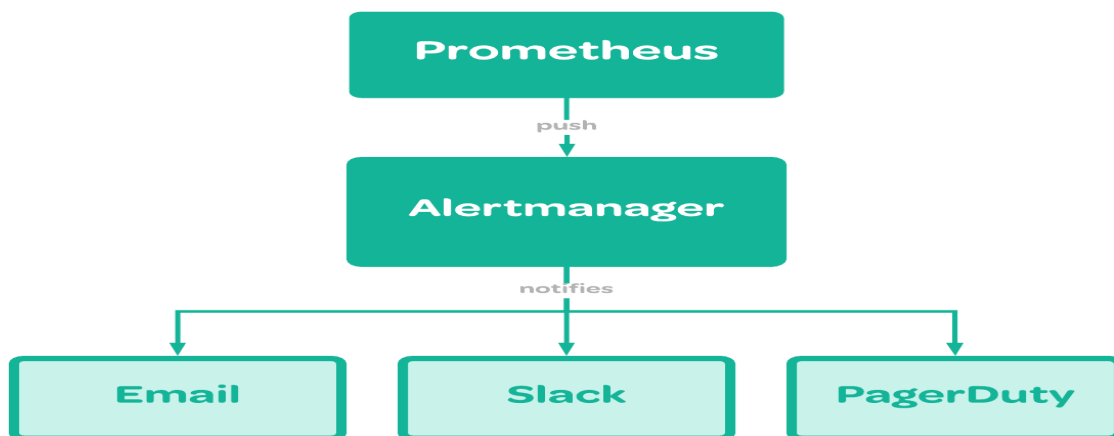 Prometheus
push
Alertmanager
notifies
Email
Slack
PagerDuty